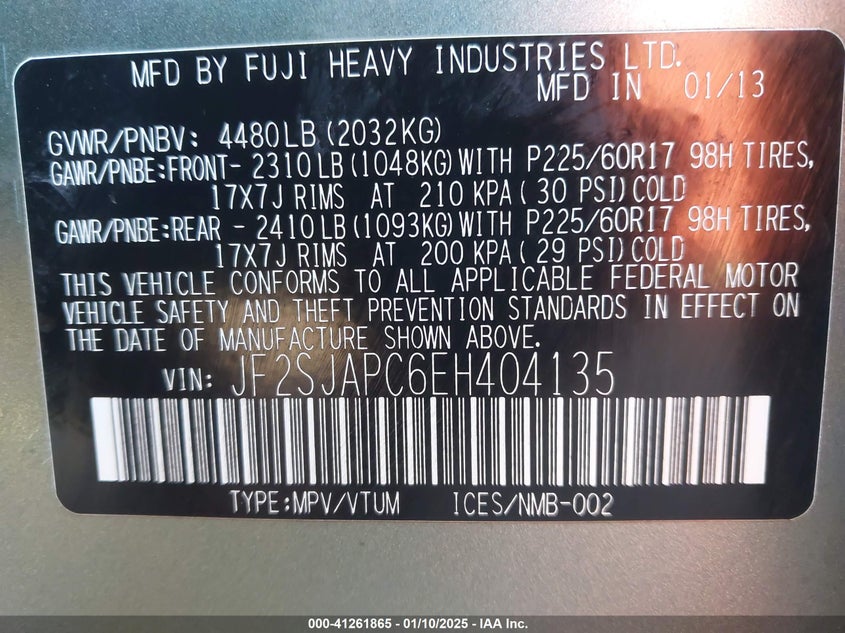 MFD BY FUJI HEAVY INDUSTRIES LTD.
MFD IN 01/13
GVWR/PNBV: 4480LB(2032KG)
GAWR/PNBE:FRONT- 2310LB(1048KG)WITH P225/60R17 98H TIRES,
17X7J RIMS AT 210 KPA( 30 PSI)COLD
GAWR/PNBE:REAR - 2410LB(1093KG)WITH P225/60R17 98H TIRES,
17X7J RIMS AT 200 KPA( 29 PSI)COLD
THIS VEHICLE CONFORMS TO ALL APPLICABLE FEDERAL MOTOR
VEHICLE SAFETY AND THEFT PREVENTION STANDARDS IN EFFECT ON
THE DATE OF MANUFACTURE SHOWN ABOVE.
VIN: JF2SJAPC6EH404135
TYPE:MPV/VTUM ICES/NMB-002
000-41261865 - 01/10/2025 - IAA Inc.